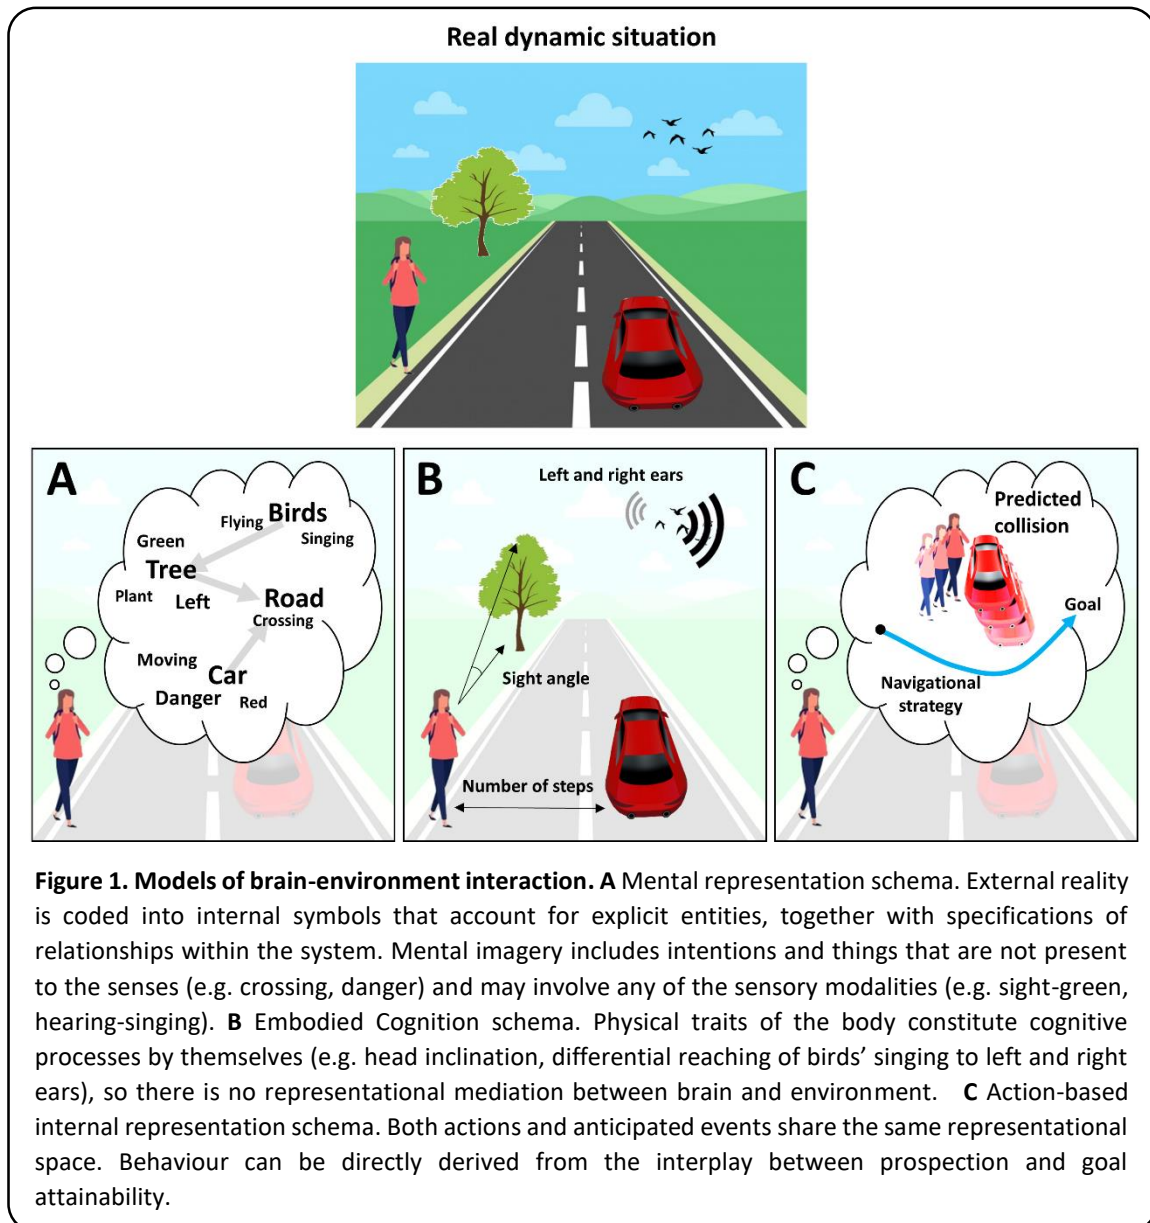 Real dynamic situation
A
Flying
Birds
Singing
Green
Tree
Plant
Left
Road
Crossing
Moving
Car
Danger
Red
B
Left and right ears
Sight angle
Number of steps
C
Predicted
collision
Goal
Navigational
strategy
Figure 1. Models of brain-environment interaction. A Mental representation schema. External reality
is coded into internal symbols that account for explicit entities, together with specifications of
relationships within the system. Mental imagery includes intentions and things that are not present
to the senses (e.g. crossing, danger) and may involve any of the sensory modalities (e.g. sight-green,
hearing-singing). B Embodied Cognition schema. Physical traits of the body constitute cognitive
processes by themselves (e.g. head inclination, differential reaching of birds’ singing to left and right
ears), so there is no representational mediation between brain and environment. C Action-based
internal representation schema. Both actions and anticipated events share the same representational
space. Behaviour can be directly derived from the interplay between prospection and goal
attainability.